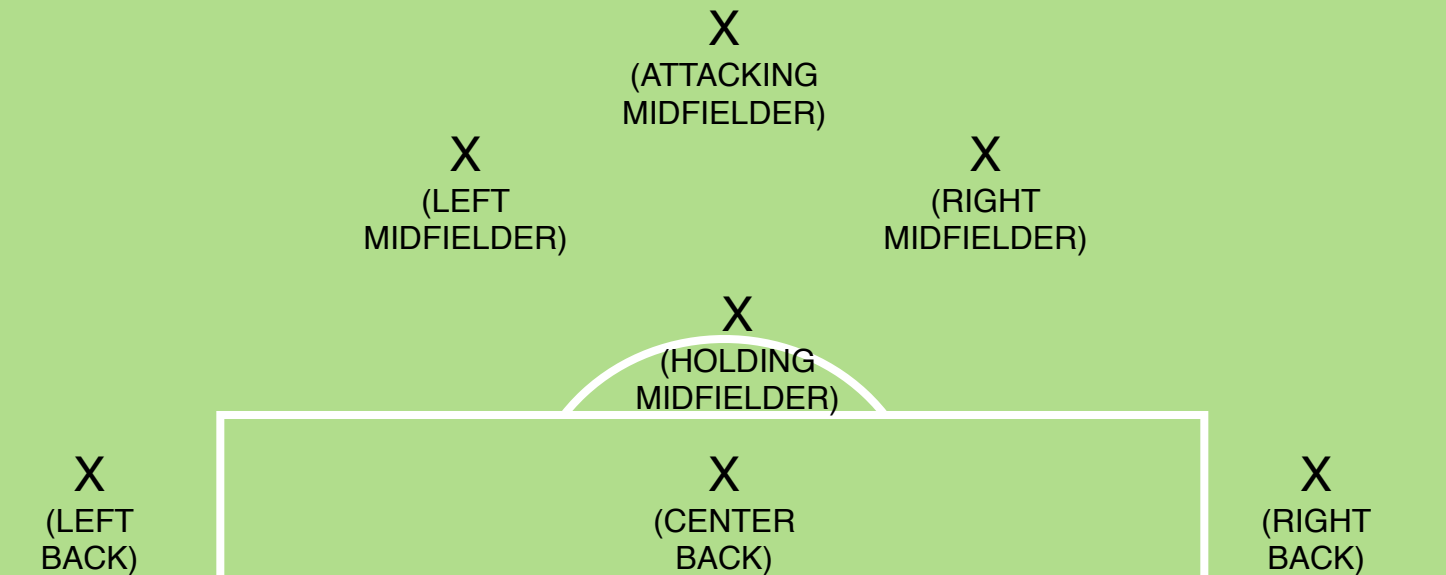 X
(ATTACKING
MIDFIELDER)
X
(LEFT
MIDFIELDER)
X
(RIGHT
MIDFIELDER)
X
(HOLDING
MIDFIELDER)
X
(LEFT
BACK)
X
(CENTER
BACK)
X
(RIGHT
BACK)